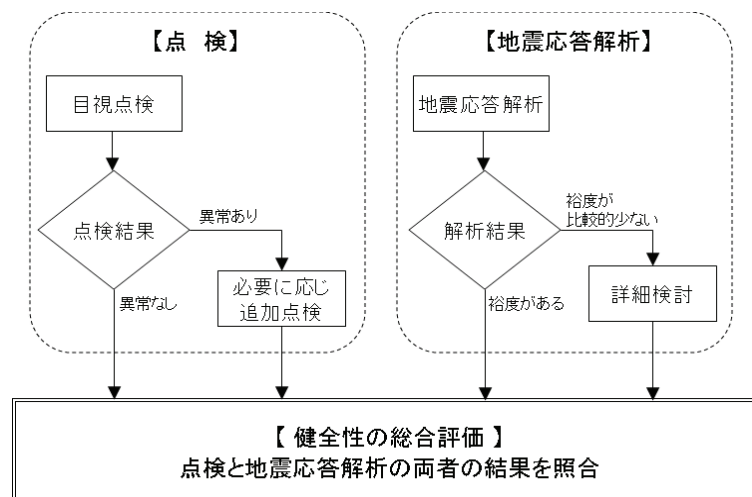 【点 検】
目視点検
点検結果
異常あり
異常なし
必要に応じ
追加点検
【地震応答解析】
地震応答解析
解析結果
裕度が
比較的少ない
裕度がある
詳細検討
【 健全性の総合評価 】
点検と地震応答解析の両者の結果を照合